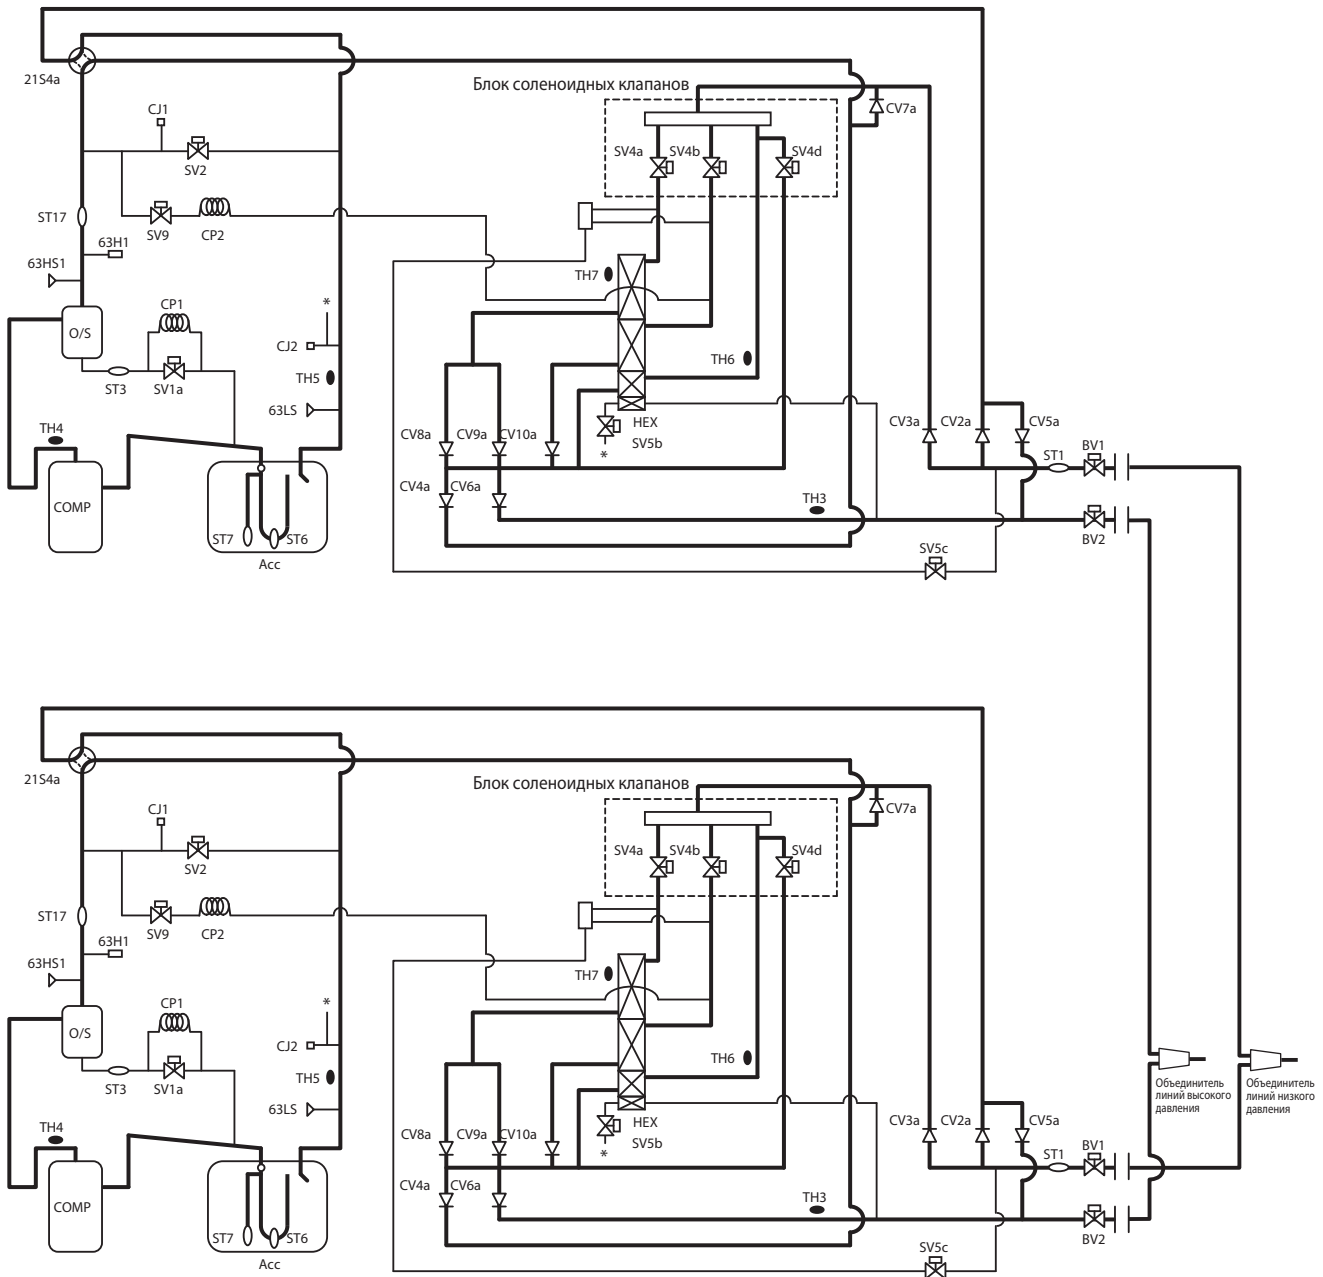 21S4a
Блок соленоидных клапанов
CV7a
CJ1
SV2
SV4a
SV4b
SV4d
ST17
SV9
CP2
63H1
63HS1
TH7
CP1
*
O/S
CJ2
TH6
ST3
SV1a
TH5
63LS
HEX
SV5b
*
TH4
CV8a
CV9a
CV10a
CV3a
CV2a
CV5a
BV1
ST1
COMP
CV4a
CV6a
TH3
ST7
ST6
BV2
Acc
SV5c
21S4a
Блок соленоидных клапанов
CV7a
CJ1
SV2
SV4a
SV4b
SV4d
ST17
SV9
CP2
63H1
63HS1
TH7
CP1
*
O/S
CJ2
TH6
ST3
SV1a
TH5
63LS
Объединитель
линий высокого
давления
Объединитель
линий низкого
давления
HEX
SV5b
*
TH4
CV8a
CV9a
CV10a
CV3a
CV2a
CV5a
BV1
ST1
COMP
CV4a
CV6a
TH3
ST7
ST6
BV2
Acc
SV5c